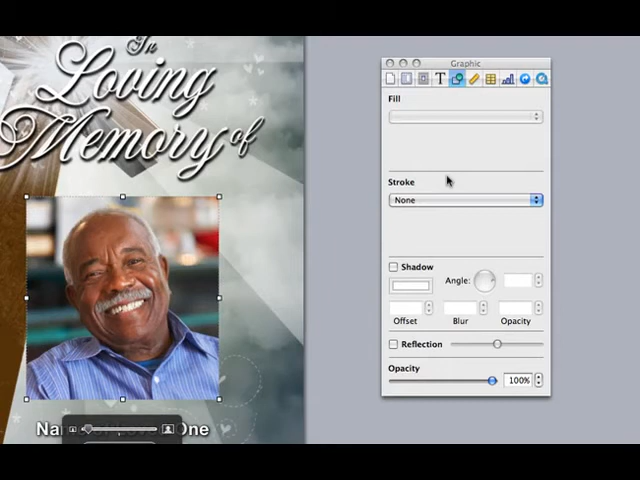 In
Loving
Memory of
One
Graphic
T
Fill
Stroke
None
Shadow
Angle:
Offset
Blur
Opacity
Reflection
Opacity
100%